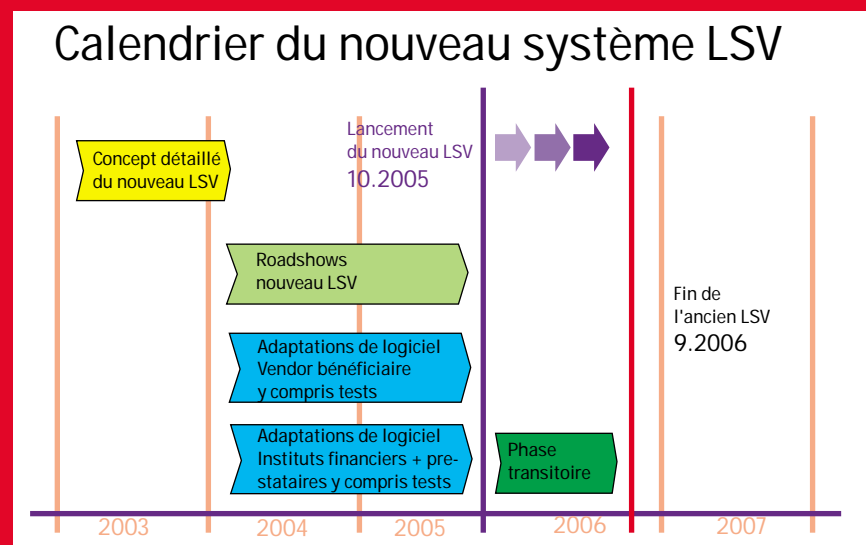 Calendrier du nouveau système LSV
Lancement
du nouveau LSV
10.2005
Concept détaillé
du nouveau LSV
Roadshows
nouveau LSV
Fin de
l'ancien LSV
9.2006
Adaptations de logiciel
Vendor bénéficiaire
y compris tests
Adaptations de logiciel
Instituts financiers + pre-
stataires y compris tests
Phase
transitoire
2003
2004
2005
2006
2007